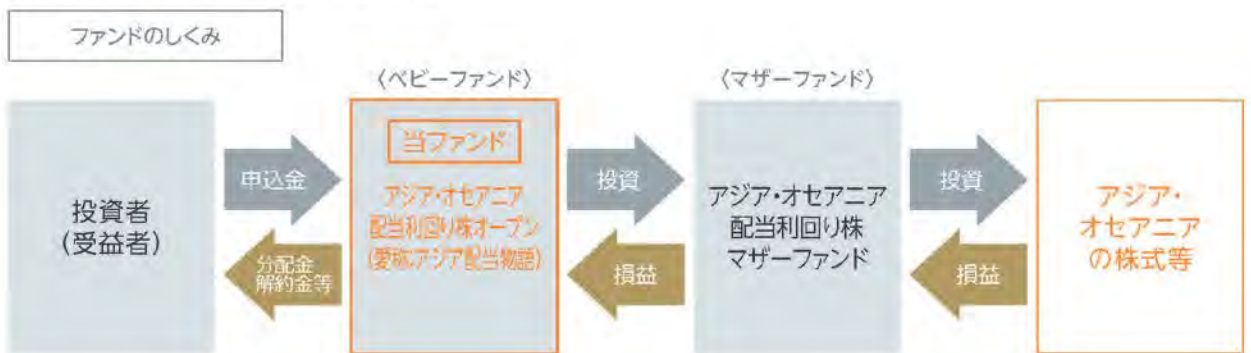 ファンドのしくみ
〈ベビーファンド〉
〈マザーファンド〉
投資者
(受益者)
申込金
分配金
解約金等
当ファンド
アジア・オセアニア
配当利回り株オープン
(愛称:アジア配当物語)
投資
損益
アジア・オセアニア
配当利回り株
マザーファンド
投資
損益
アジア・
オセアニア
の株式等